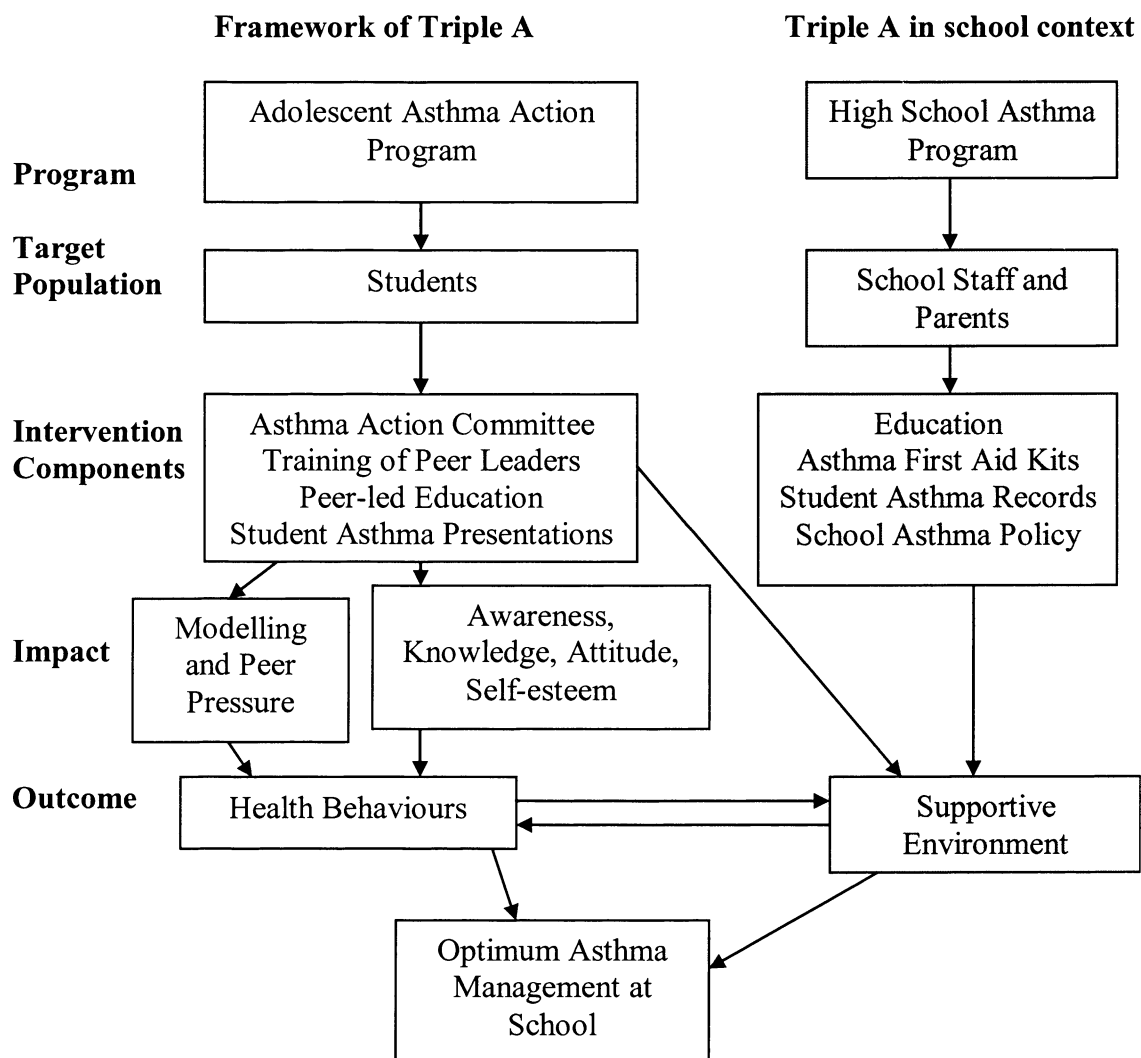 Framework of Triple A
Triple A in school context
Program
Adolescent Asthma Action
Program
High School Asthma
Program
Target
Population
Students
School Staff and
Parents
Intervention
Components
Asthma Action Committee
Training of Peer Leaders
Peer-led Education
Student Asthma Presentations
Education
Asthma First Aid Kits
Student Asthma Records
School Asthma Policy
Impact
Modelling
and Peer
Pressure
Awareness,
Knowledge, Attitude,
Self-esteem
Outcome
Health Behaviours
Supportive
Environment
Optimum Asthma
Management at
School